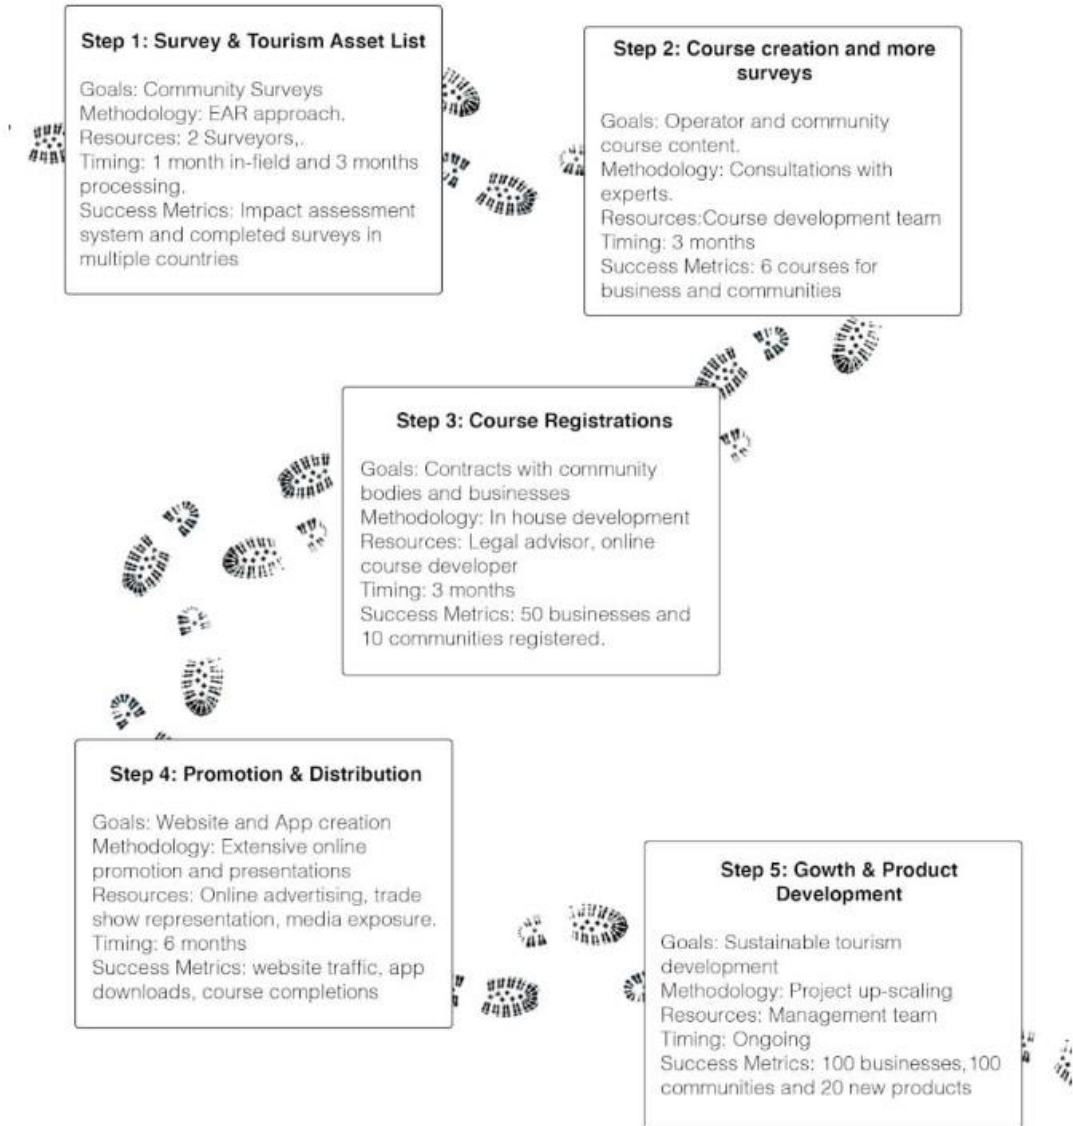 Step 1: Survey & Tourism Asset List
Goals: Community Surveys
Methodology: EAR approach.
Resources: 2 Surveyors,.
Timing: 1 month in-field and 3 months
processing.
Success Metrics: Impact assessment
system and completed surveys in
multiple countries
Step 2: Course creation and more
surveys
Goals: Operator and community
course content.
Methodology: Consultations with
experts.
Resources:Course development team
Timing: 3 months
Success Metrics: 6 courses for
business and communities
Step 3: Course Registrations
Goals: Contracts with community
bodies and businesses
Methodology: In house development
Resources: Legal advisor, online
course developer
Timing: 3 months
Success Metrics: 50 businesses and
10 communities registered.
Step 4: Promotion & Distribution
Goals: Website and App creation
Methodology: Extensive online
promotion and presentations
Resources: Online advertising, trade
show representation, media exposure.
Timing: 6 months
Success Metrics: website traffic, app
downloads, course completions
Step 5: Gowth & Product
Development
Goals: Sustainable tourism
development
Methodology: Project up-scaling
Resources: Management team
Timing: Ongoing
Success Metrics: 100 businesses,100
communities and 20 new products